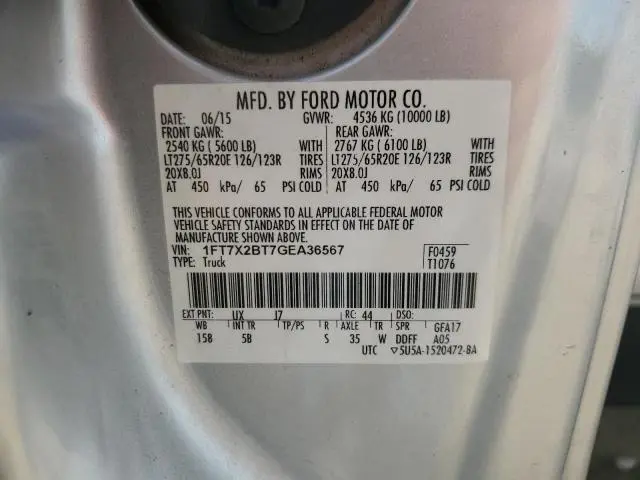 MFD. BY FORD MOTOR CO.
DATE: 06/15 GVWR: 4536 KG (10000 LB)
FRONT GAWR: REAR GAWR:
2540 KG ( 5600 LB) WITH 2767 KG ( 6100 LB) WITH
LT275/65R20E 126/123R TIRES LT275/65R20E 126/123R TIRES
20X8.0J RIMS 20X8.0J RIMS
AT 450 kPa/ 65 PSI COLD AT 450 kPa/ 65 PSI COLD
THIS VEHICLE CONFORMS TO ALL APPLICABLE FEDERAL MOTOR
VEHICLE SAFETY STANDARDS IN EFFECT ON THE DATE OF
MANUFACTURE SHOWN ABOVE.
VIN: 1FT7X2BT7GEA36567 F0459
TYPE: Truck T1076
EXT PNT: UX J7 RC: 44 DSO:
WB INT TR TP/PS R AXLE TR SPR GFA17
158 5B S 35 W DDFF A05
UTC ▽5U5A-1520472-BA